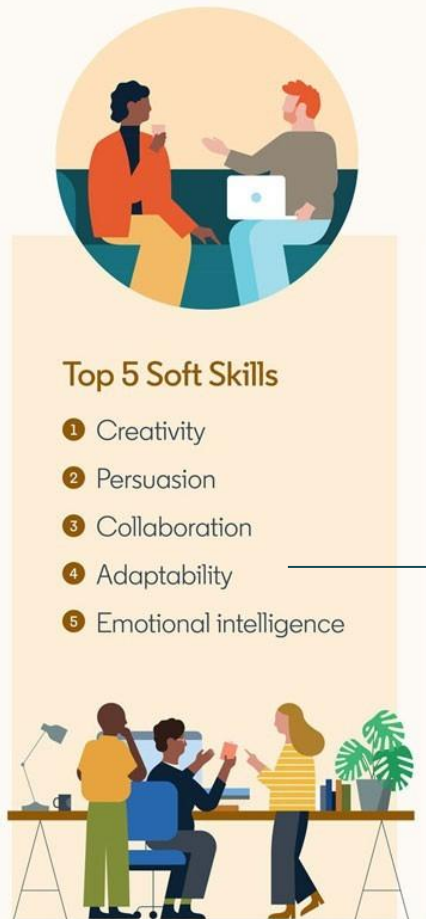 Top 5 Soft Skills
1 Creativity
2 Persuasion
3 Collaboration
4 Adaptability
5 Emotional intelligence